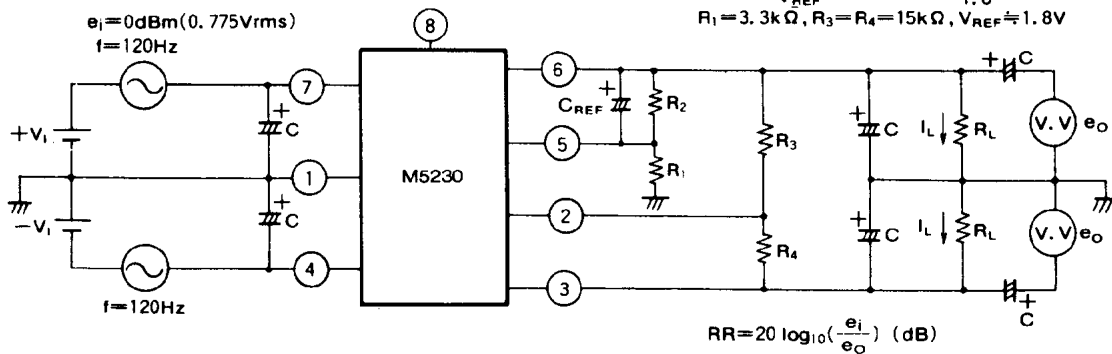 eᵢ=0dBm(0.775Vrms)
f=120Hz
R₁=3.3kΩ, R₃=R₄=15kΩ, V_REF≒1.8V
8
7
6
+
C_REF
R₂
+
C
+V₁
+
C
5
R₁
R₃
+
C
I_L
R_L
V.V
e_O
1
M5230
2
−V₁
+
C
R₄
+
C
I_L
R_L
V.V
e_O
4
3
+
C
f=120Hz
RR=20 log₁₀(eᵢ/e_O) (dB)